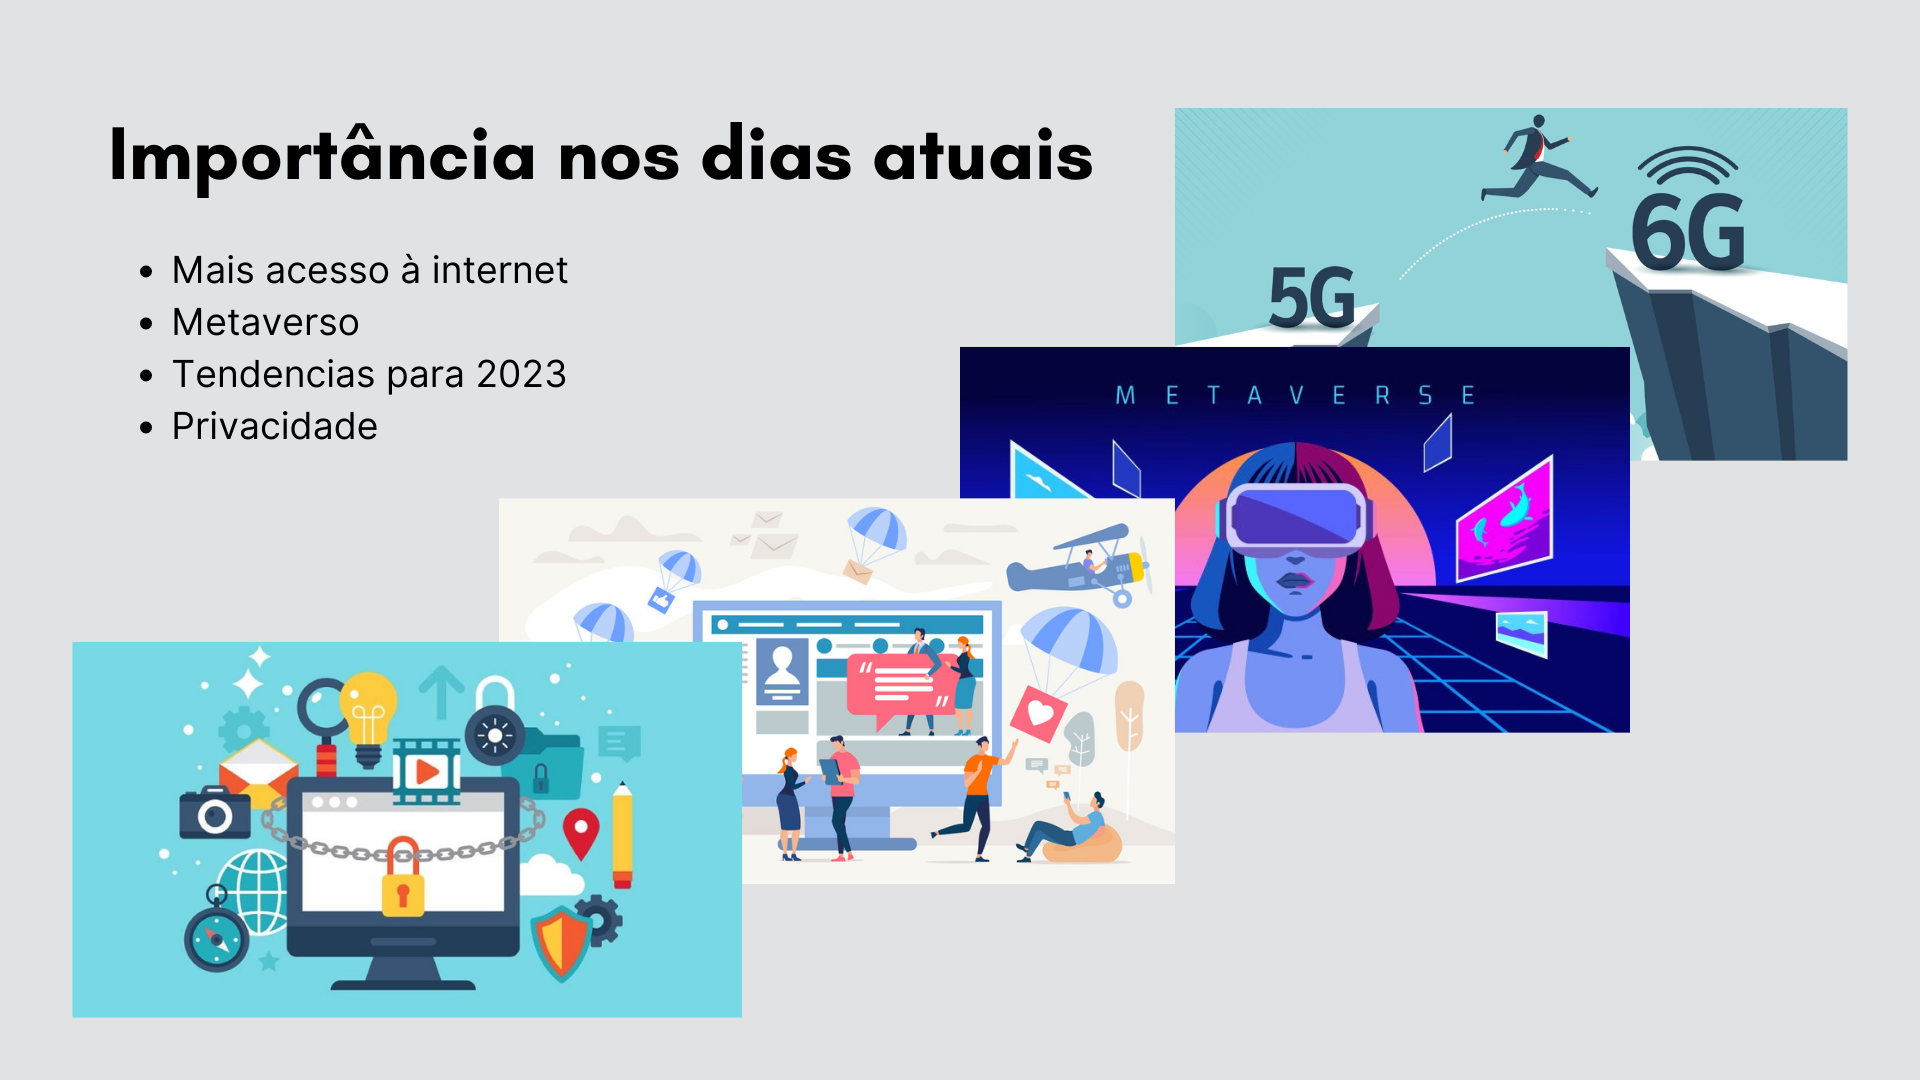 Importância nos dias atuais
• Mais acesso à internet
• Metaverso
• Tendencias para 2023
• Privacidade
5G
6G
METAVERSE